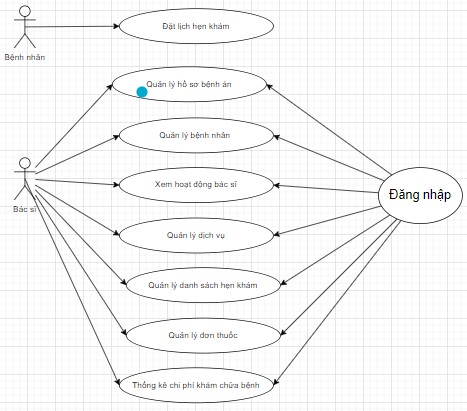 Đặt lịch hẹn khám
Bệnh nhân
Quản lý hồ sơ bệnh án
Quản lý bệnh nhân
Xem hoạt động bác sĩ
Đăng nhập
Bác sĩ
Quản lý dịch vụ
Quản lý danh sách hẹn khám
Quản lý đơn thuốc
Thống kê chi phí khám chữa bệnh